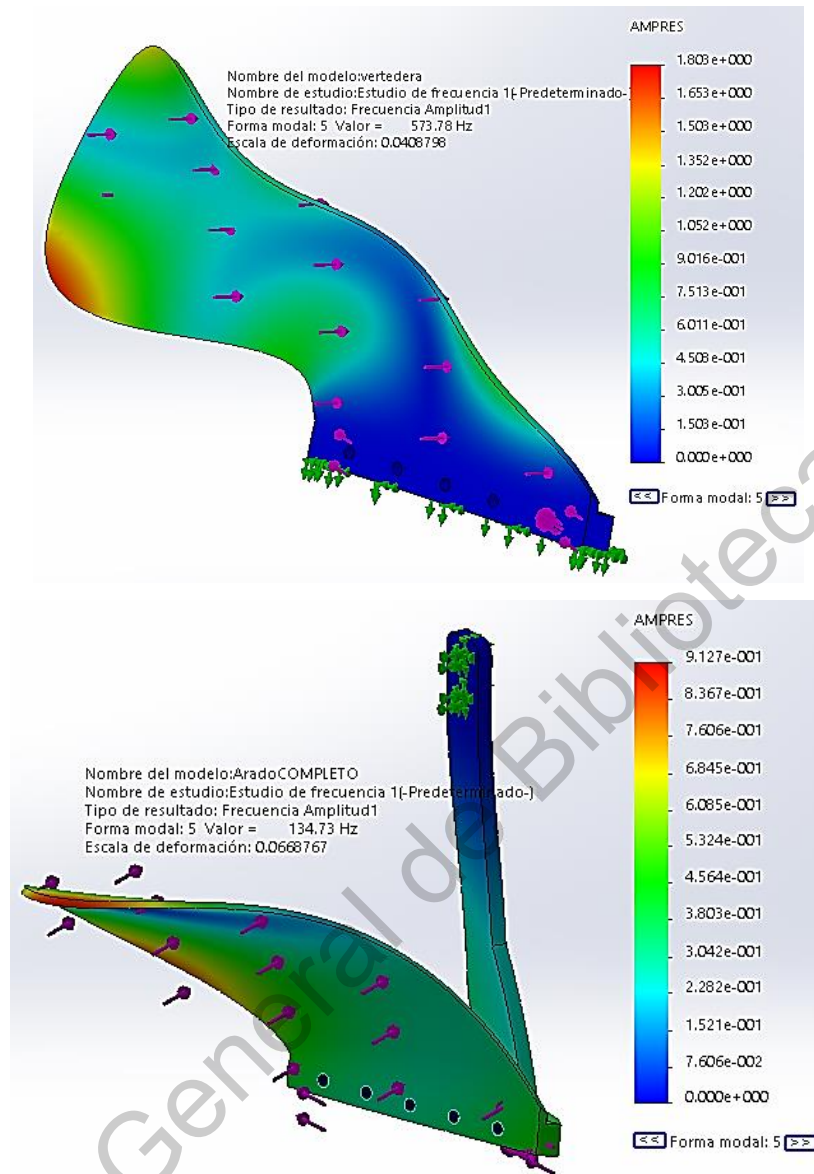 AMPRES
Nombre del modelo:vertedera
Nombre de estudio:Estudio de frecuencia 1(-Predeterminado-
Tipo de resultado: Frecuencia Amplitud1
Forma modal: 5 Valor = 573.78 Hz
Escala de deformación: 0.0408798
1.803e+000
1.653e+000
1.503e+000
1.352e+000
1.202e+000
1.052e+000
9.016e-001
7.513e-001
6.011e-001
4.508e-001
3.005e-001
1.503e-001
0.000e+000
<< Forma modal: 5 >>
AMPRES
Nombre del modelo:AradoCOMPLETO
Nombre de estudio:Estudio de frecuencia 1(-Predeterminado-)
Tipo de resultado: Frecuencia Amplitud1
Forma modal: 5 Valor = 134.73 Hz
Escala de deformación: 0.0668767
9.127e-001
8.367e-001
7.606e-001
6.845e-001
6.085e-001
5.324e-001
4.564e-001
3.803e-001
3.042e-001
2.282e-001
1.521e-001
7.606e-002
0.000e+000
<< Forma modal: 5 >>
General de Biblioteca